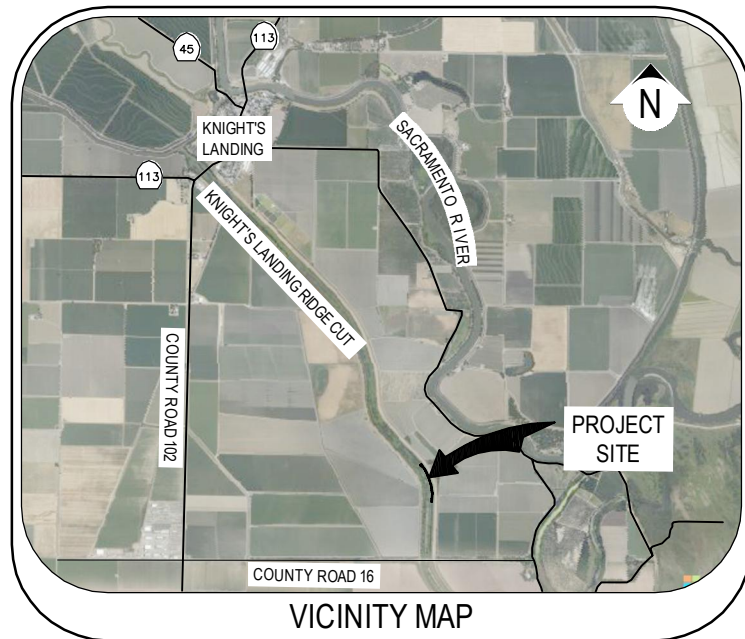 45
113
N
KNIGHT'S
LANDING
SACRAMENTO RIVER
113
KNIGHT'S LANDING RIDGE CUT
COUNTY ROAD 102
PROJECT
SITE
COUNTY ROAD 16
VICINITY MAP